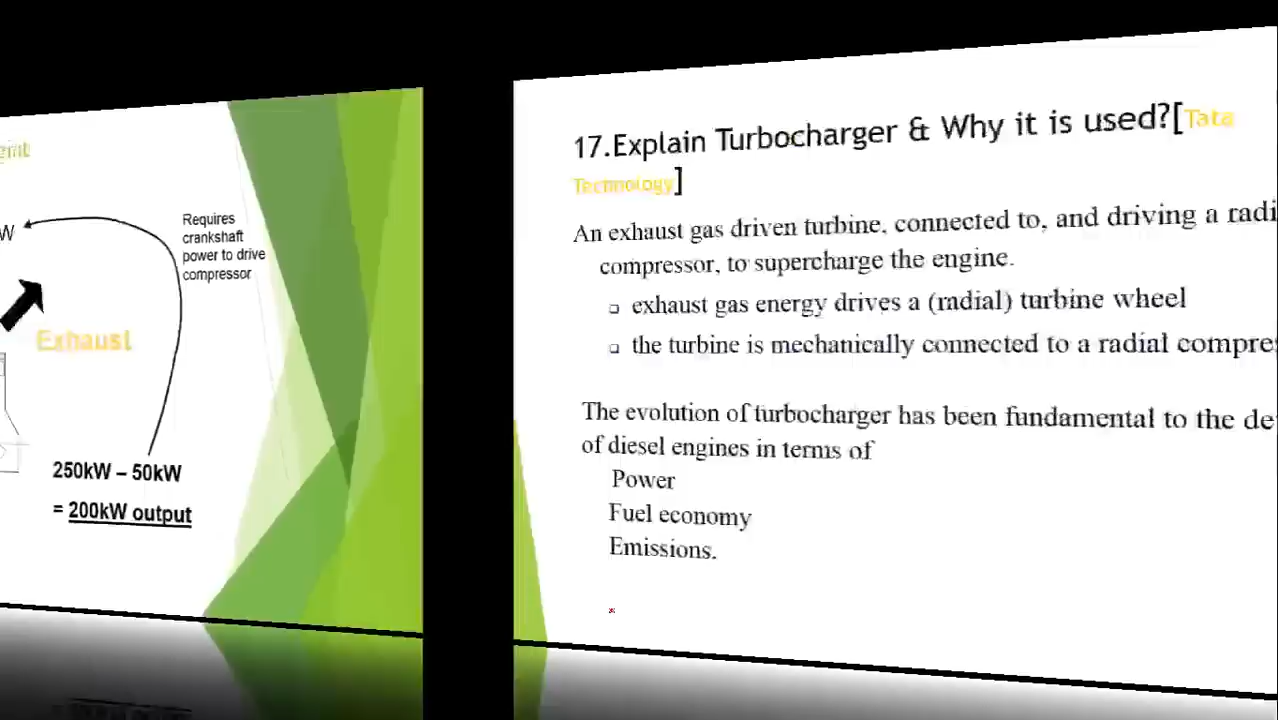 W
Requires
crankshaft
power to drive
compressor
Exhaust
250kW – 50kW
= 200kW output
17.Explain Turbocharger & Why it is used?[Tata
Technology]
An exhaust gas driven turbine, connected to, and driving a radi
compressor, to supercharge the engine.
exhaust gas energy drives a (radial) turbine wheel
the turbine is mechanically connected to a radial compre
The evolution of turbocharger has been fundamental to the de
of diesel engines in terms of
Power
Fuel economy
Emissions.